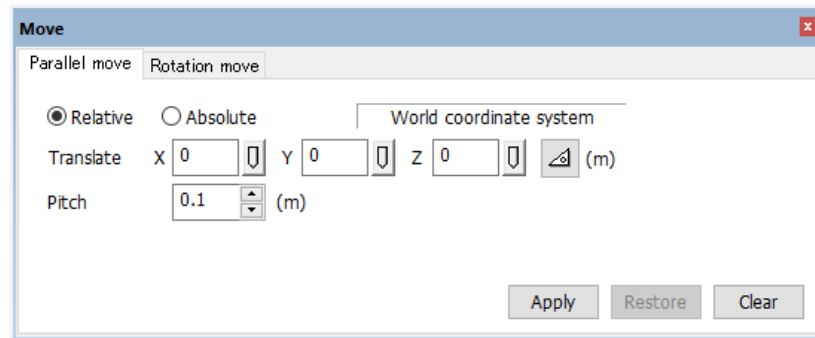 Move
Parallel move Rotation move
Relative Absolute World coordinate system
Translate X 0 Y 0 Z 0 (m)
Pitch 0.1 (m)
Apply Restore Clear